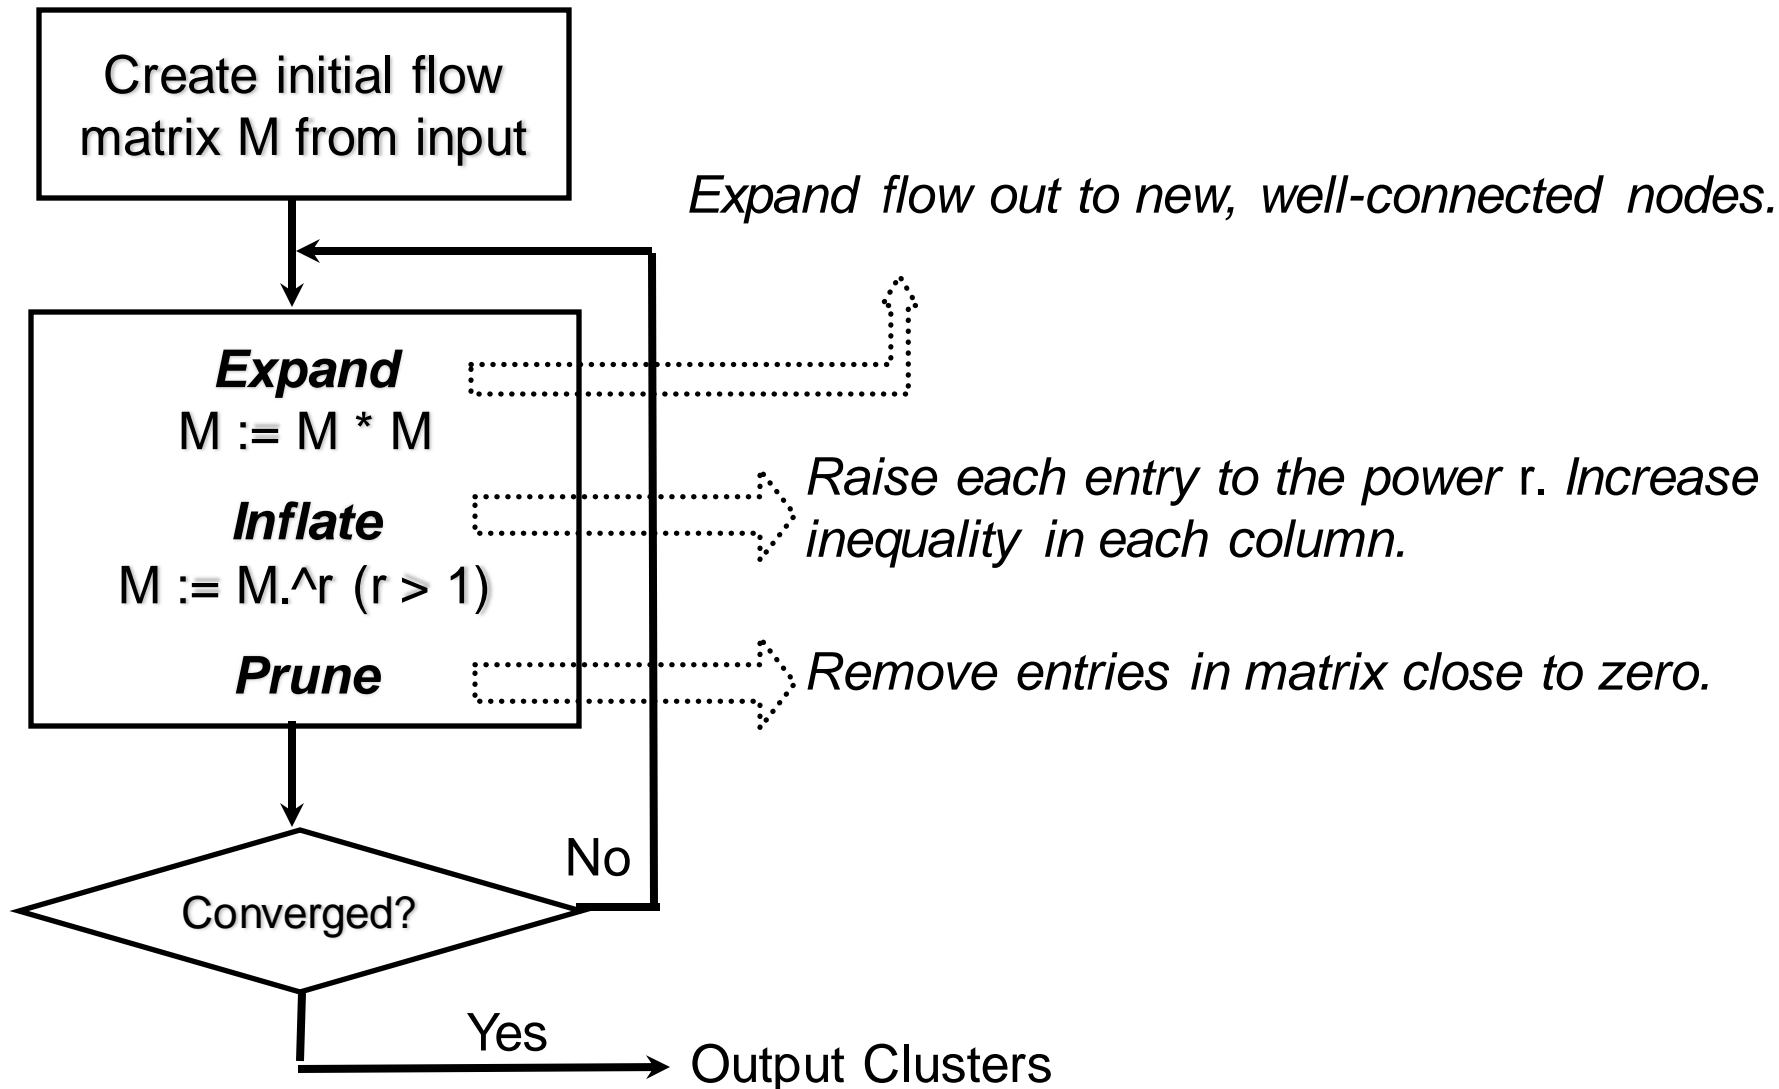 Create initial flow
matrix M from input
Expand flow out to new, well-connected nodes.
Expand
M := M * M
Inflate
M := M.^r (r > 1)
Prune
Raise each entry to the power r. Increase
inequality in each column.
Remove entries in matrix close to zero.
Converged?
No
Yes
Output Clusters